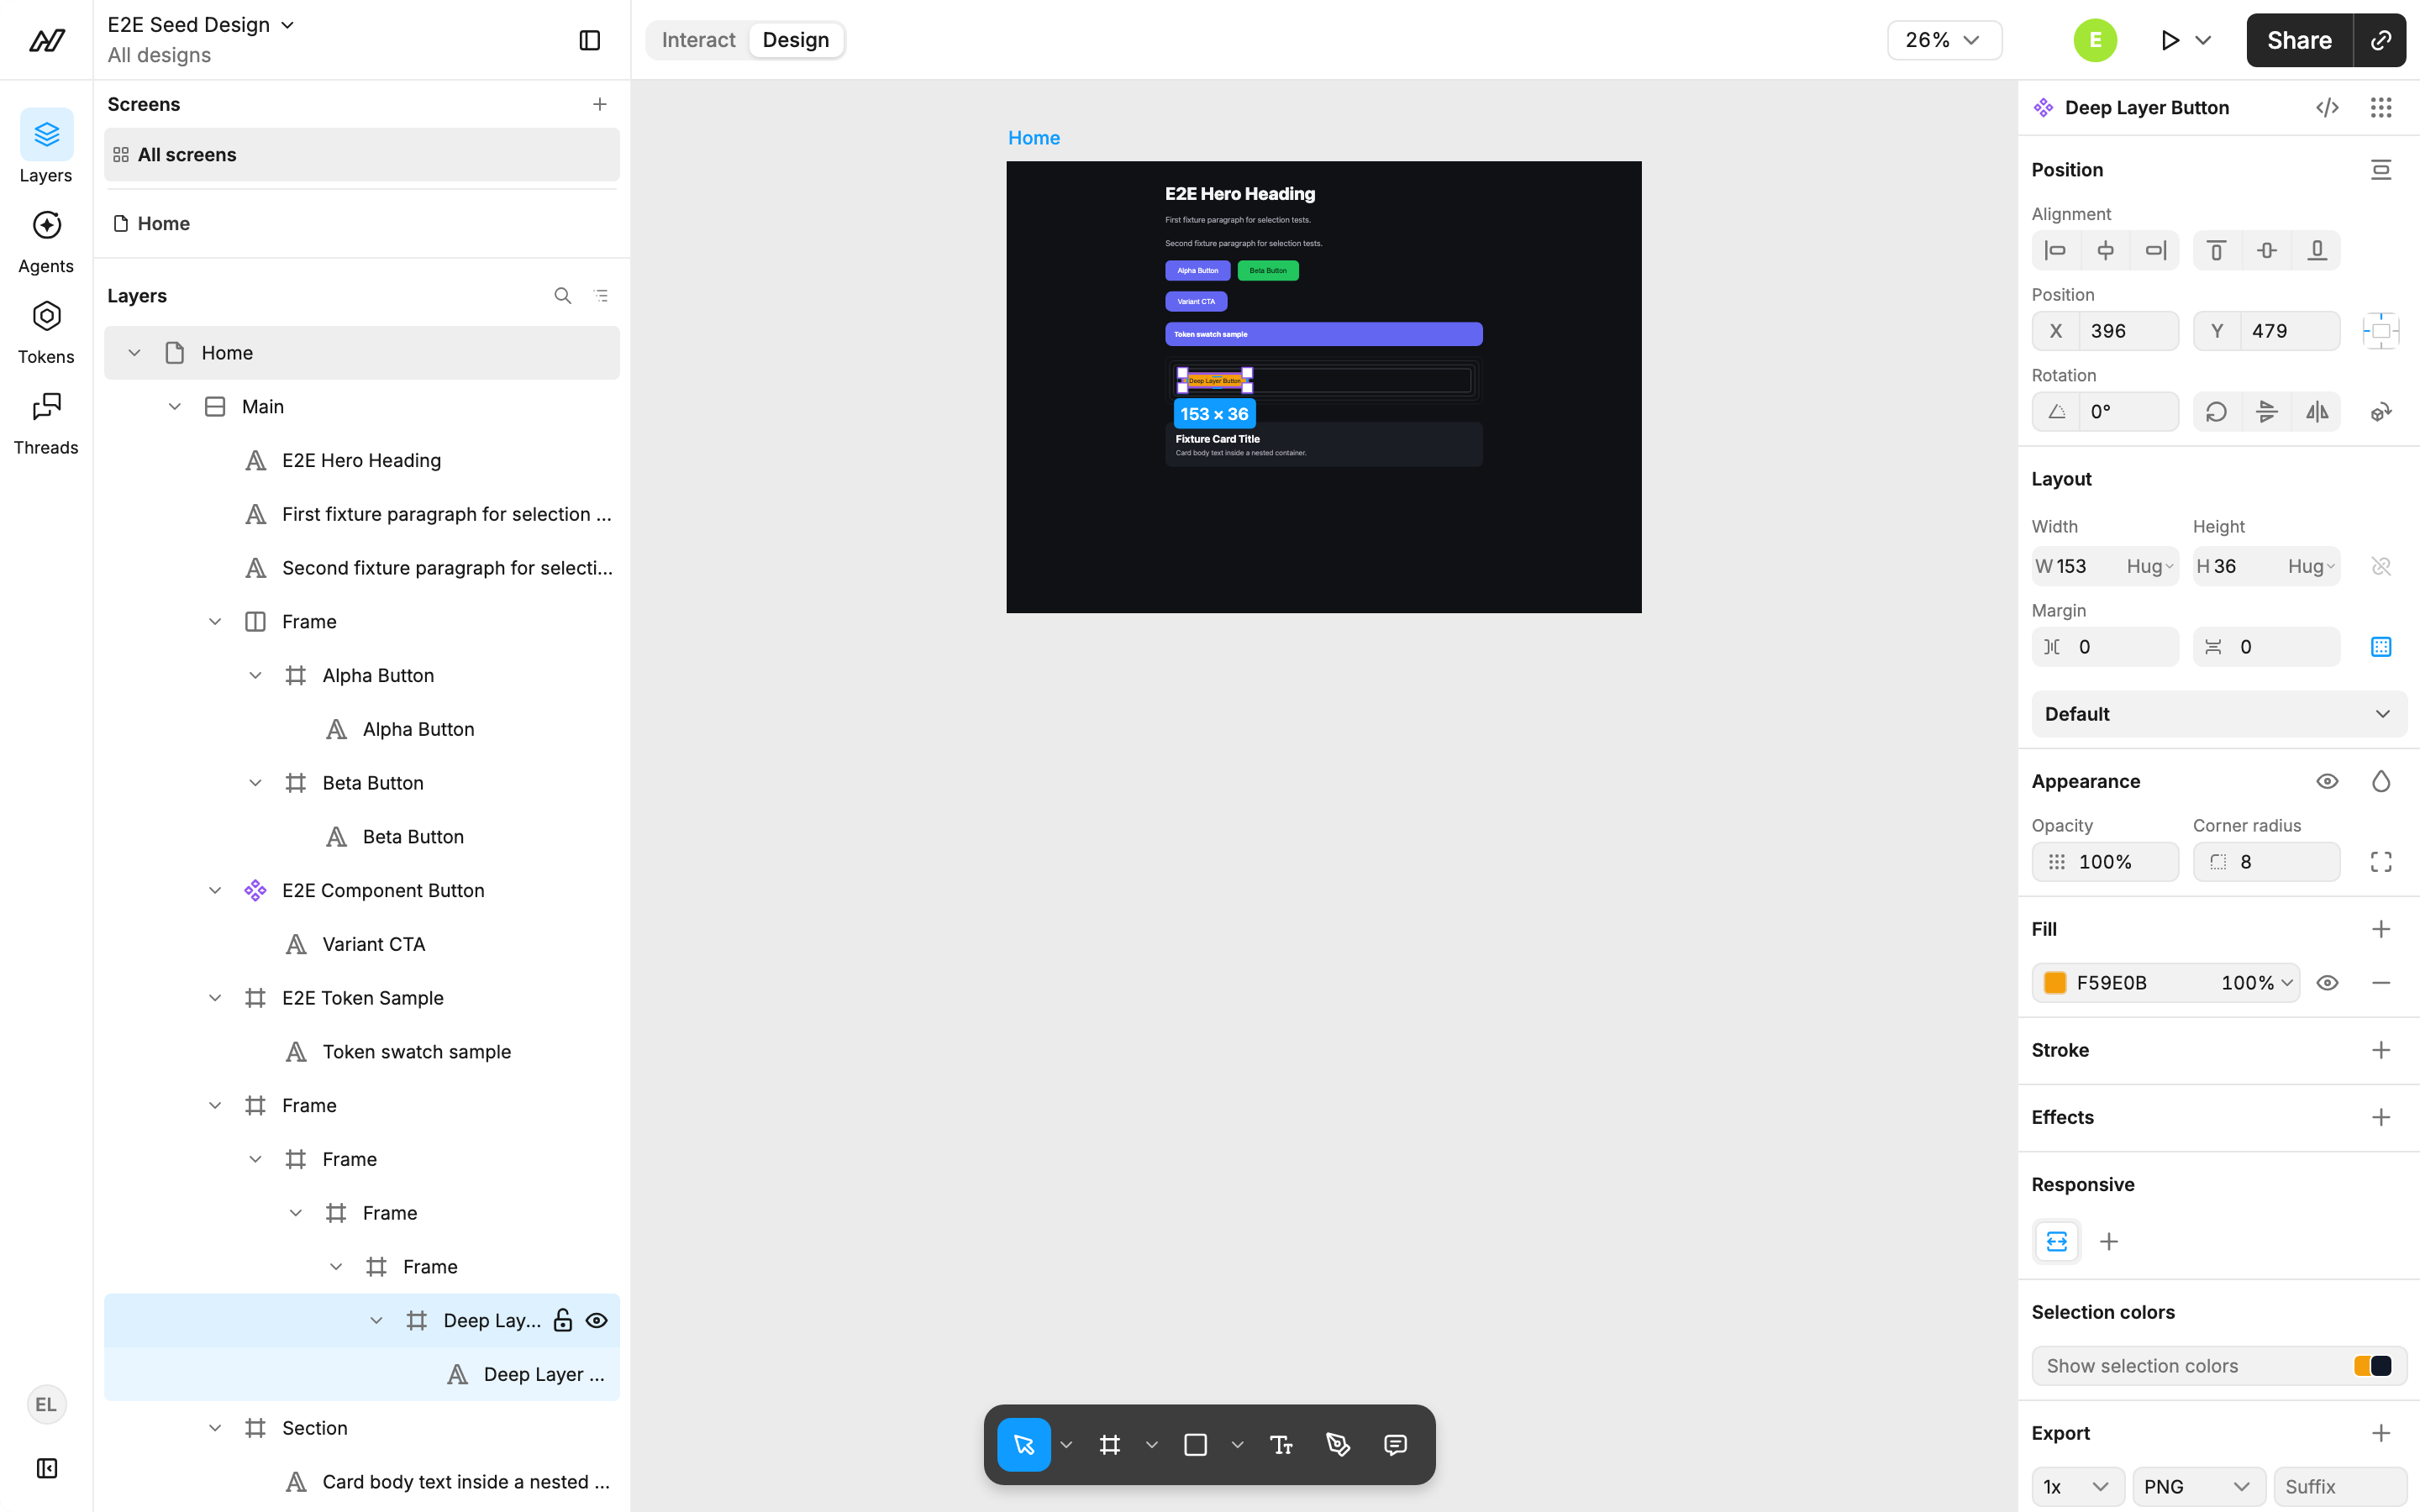 E2E Seed Design
All designs
Interact
Design
26%
E
Share
Layers
Agents
Tokens
Threads
EL
Screens
All screens
Home
Layers
Home
Main
E2E Hero Heading
First fixture paragraph for selection ...
Second fixture paragraph for selecti...
Frame
Alpha Button
Alpha Button
Beta Button
Beta Button
E2E Component Button
Variant CTA
E2E Token Sample
Token swatch sample
Frame
Frame
Frame
Frame
Deep Lay...
Deep Layer ...
Section
Card body text inside a nested ...
Home
E2E Hero Heading
First fixture paragraph for selection tests.
Second fixture paragraph for selection tests.
Alpha Button
Beta Button
Variant CTA
Token swatch sample
Deep Layer Button
153 × 36
Fixture Card Title
Card body text inside a nested container.
Deep Layer Button
Position
Alignment
Position
X 396
Y 479
Rotation
0°
Layout
Width
Height
W 153 Hug
H 36 Hug
Margin
0
0
Default
Appearance
Opacity
Corner radius
100%
8
Fill
F59E0B 100%
Stroke
Effects
Responsive
Selection colors
Show selection colors
Export
1x
PNG
Suffix